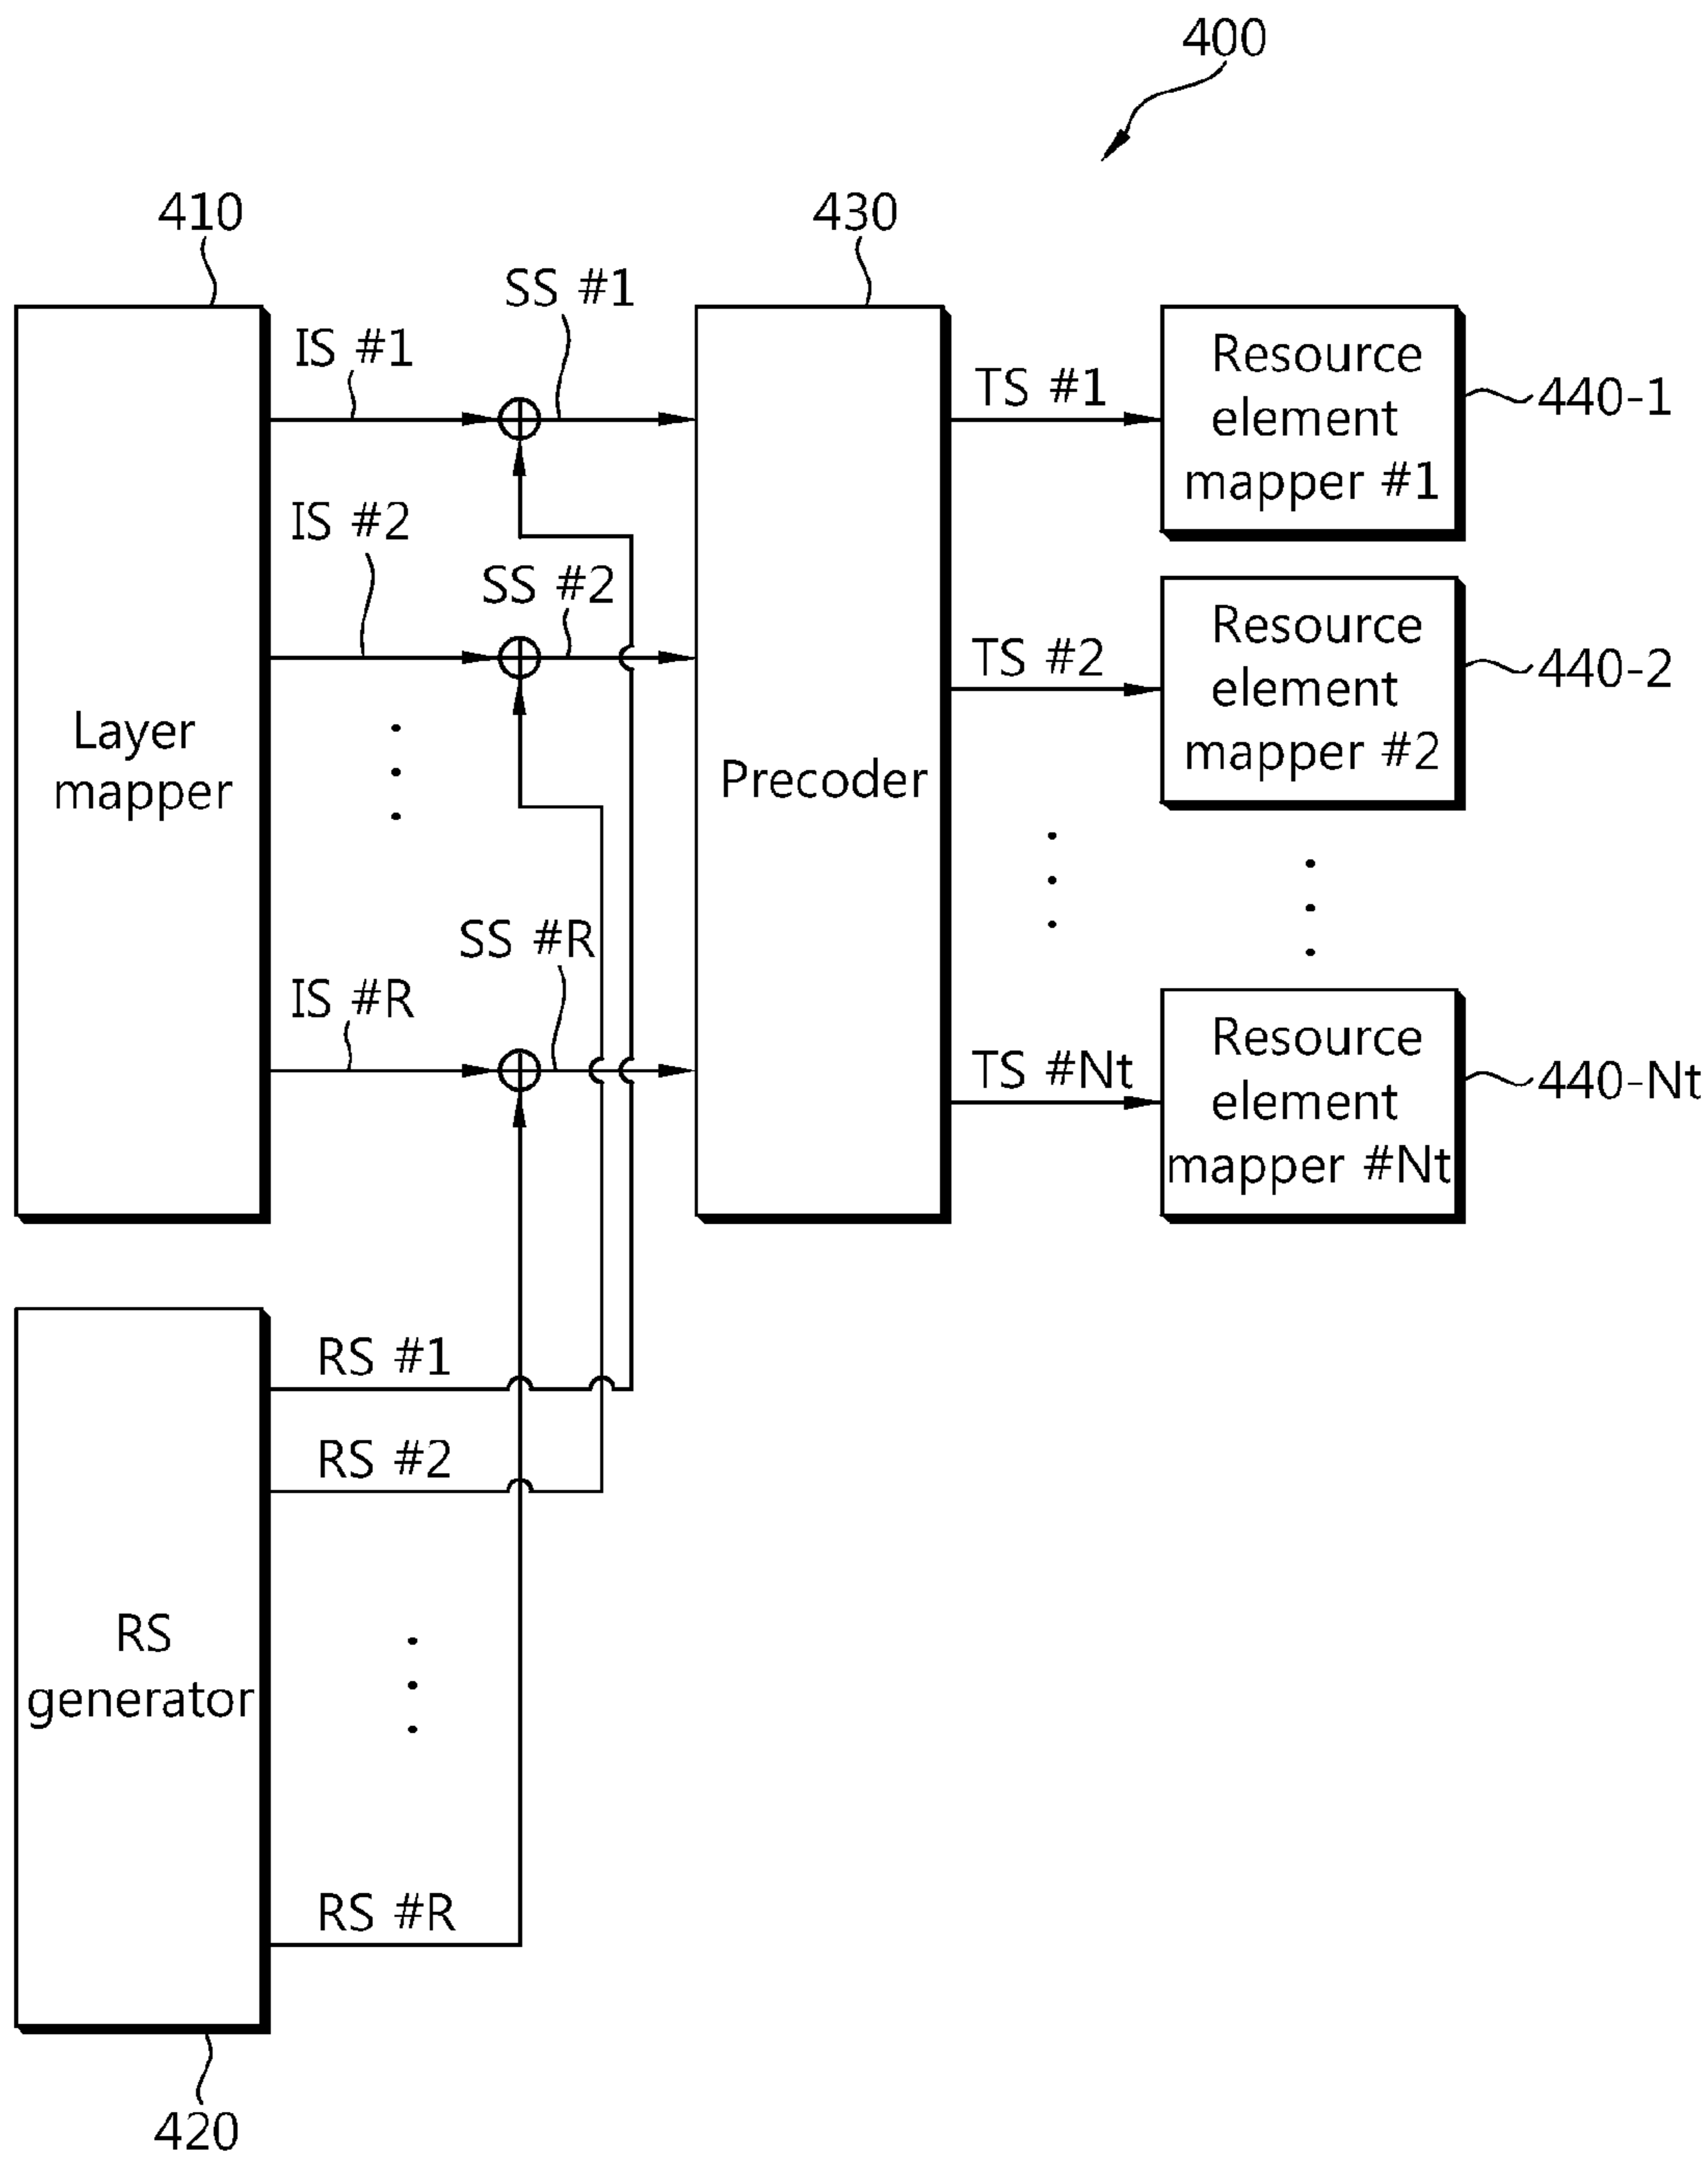 400
410
430
SS #1
IS #1
Resource
element
mapper #1
TS #1
440-1
IS #2
SS #2
Resource
element
mapper #2
TS #2
440-2
Layer
mapper
Precoder
SS #R
IS #R
TS #Nt
Resource
element
mapper #Nt
440-Nt
RS #1
RS #2
RS
generator
RS #R
420